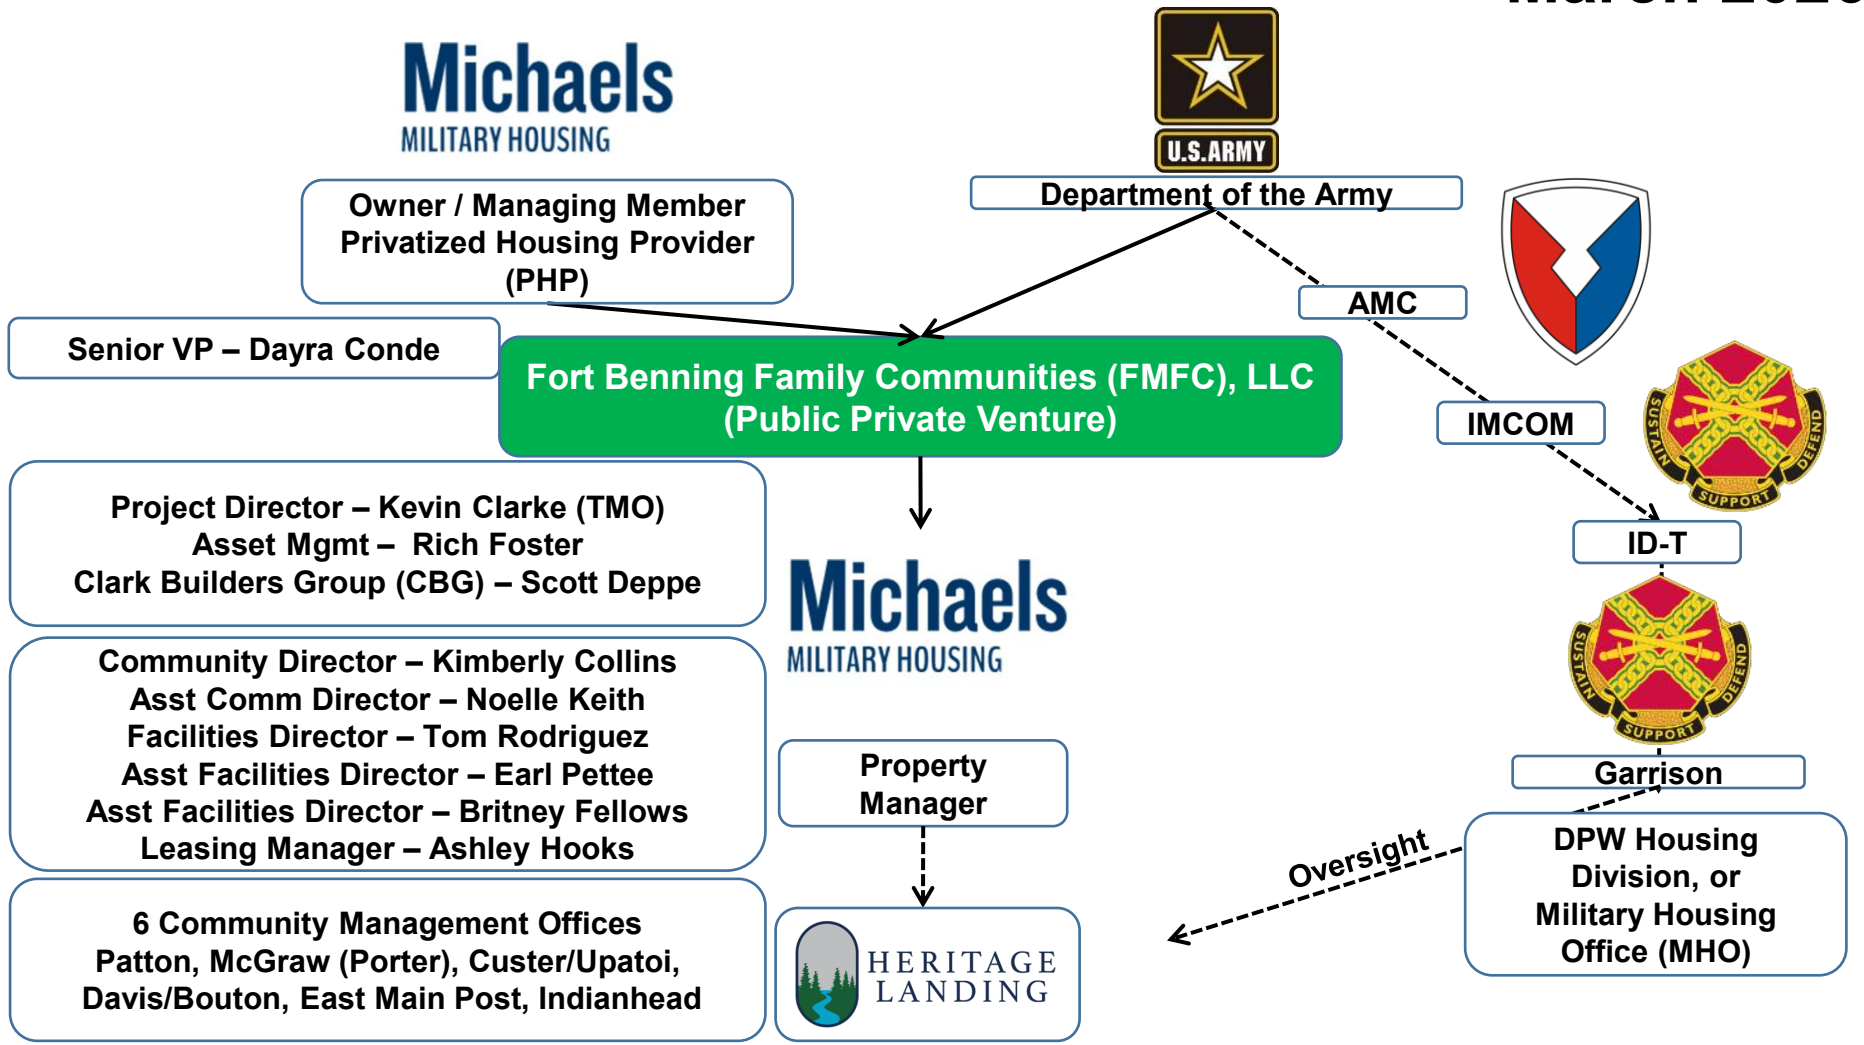 Michaels
MILITARY HOUSING
U.S.ARMY
Owner / Managing Member
Privatized Housing Provider
(PHP)
Department of the Army
AMC
Senior VP – Dayra Conde
Fort Benning Family Communities (FMFC), LLC
(Public Private Venture)
IMCOM
SUSTAIN
SUPPORT
DEFEND
Project Director – Kevin Clarke (TMO)
Asset Mgmt – Rich Foster
Clark Builders Group (CBG) – Scott Deppe
ID-T
Michaels
MILITARY HOUSING
SUSTAIN
SUPPORT
DEFEND
Community Director – Kimberly Collins
Asst Comm Director – Noelle Keith
Facilities Director – Tom Rodriguez
Asst Facilities Director – Earl Pettee
Asst Facilities Director – Britney Fellows
Leasing Manager – Ashley Hooks
Property
Manager
Garrison
Oversight
DPW Housing
Division, or
Military Housing
Office (MHO)
6 Community Management Offices
Patton, McGraw (Porter), Custer/Upatoi,
Davis/Bouton, East Main Post, Indianhead
HERITAGE
LANDING